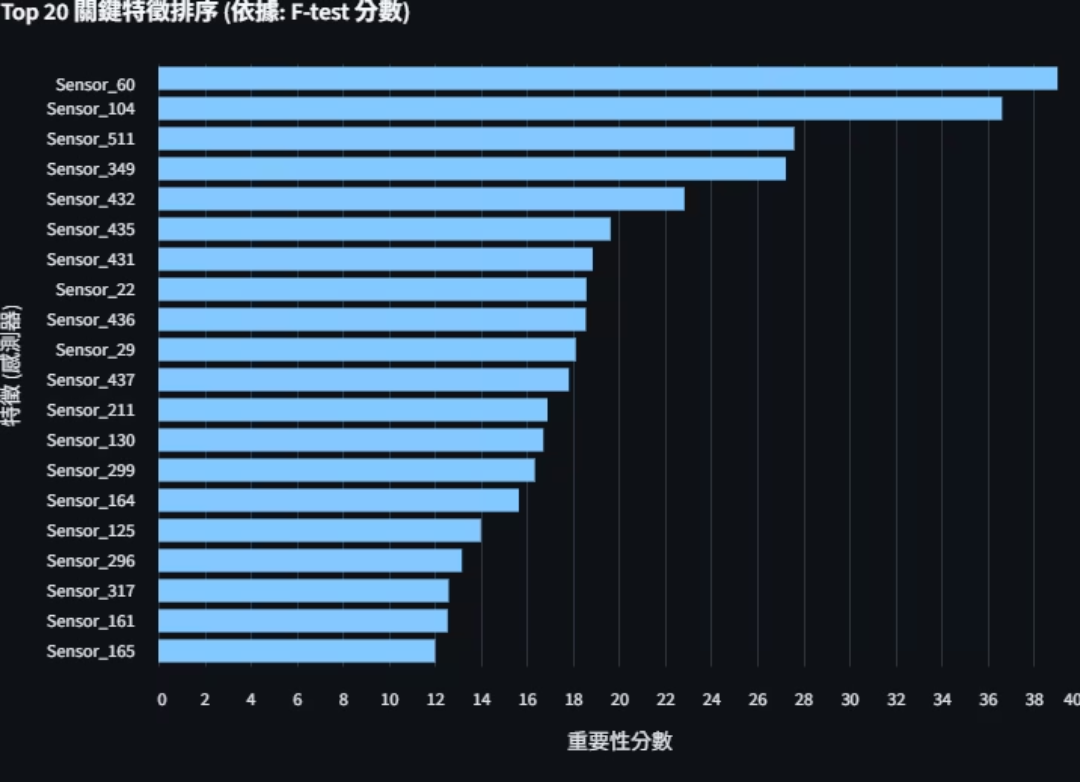 Top 20 關鍵特徵排序 (依據: F-test 分數)
Sensor_60
Sensor_104
Sensor_511
Sensor_349
Sensor_432
Sensor_435
Sensor_431
Sensor_22
Sensor_436
Sensor_29
Sensor_437
Sensor_211
Sensor_130
Sensor_299
Sensor_164
Sensor_125
Sensor_296
Sensor_317
Sensor_161
Sensor_165
特徵 (感測器)
0 2 4 6 8 10 12 14 16 18 20 22 24 26 28 30 32 34 36 38 40
重要性分數